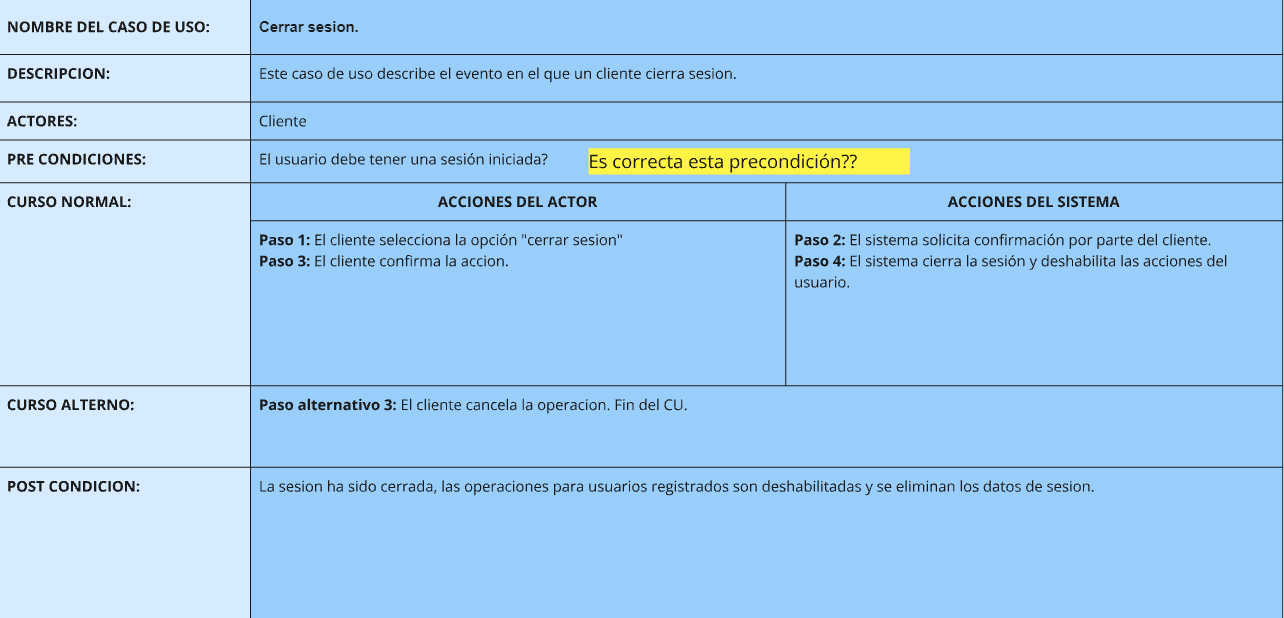 NOMBRE DEL CASO DE USO:
Cerrar sesion.
DESCRIPCION:
Este caso de uso describe el evento en el que un cliente cierra sesion.
ACTORES:
Cliente
PRE CONDICIONES:
El usuario debe tener una sesión iniciada?
Es correcta esta precondición??
CURSO NORMAL:
ACCIONES DEL ACTOR
ACCIONES DEL SISTEMA
Paso 1: El cliente selecciona la opción "cerrar sesion"
Paso 3: El cliente confirma la accion.
Paso 2: El sistema solicita confirmación por parte del cliente.
Paso 4: El sistema cierra la sesión y deshabilita las acciones del
usuario.
CURSO ALTERNO:
Paso alternativo 3: El cliente cancela la operacion. Fin del CU.
POST CONDICION:
La sesion ha sido cerrada, las operaciones para usuarios registrados son deshabilitadas y se eliminan los datos de sesion.